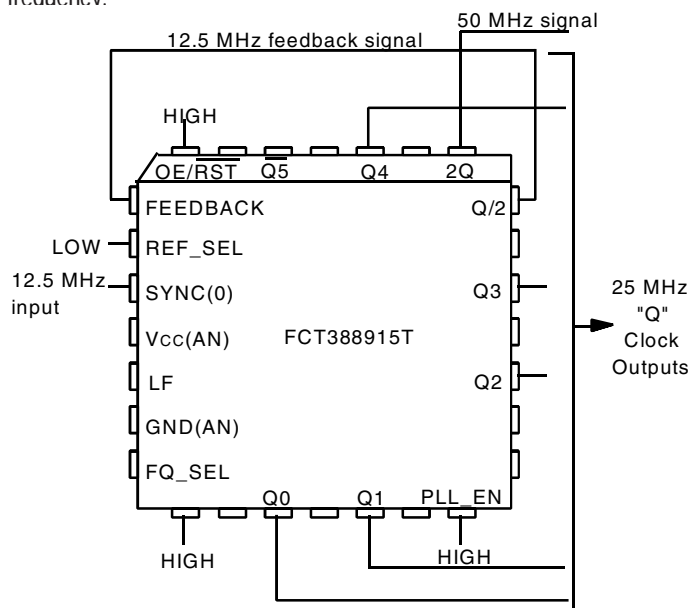 frequency.
50 MHz signal
12.5 MHz feedback signal
HIGH
OE/RST Q5 Q4 2Q
FEEDBACK Q/2
LOW REF_SEL
12.5 MHz
input
SYNC(0) Q3
25 MHz
"Q"
Clock
Outputs
VCC(AN) FCT388915T
LF Q2
GND(AN)
FQ_SEL
Q0 Q1 PLL_EN
HIGH HIGH